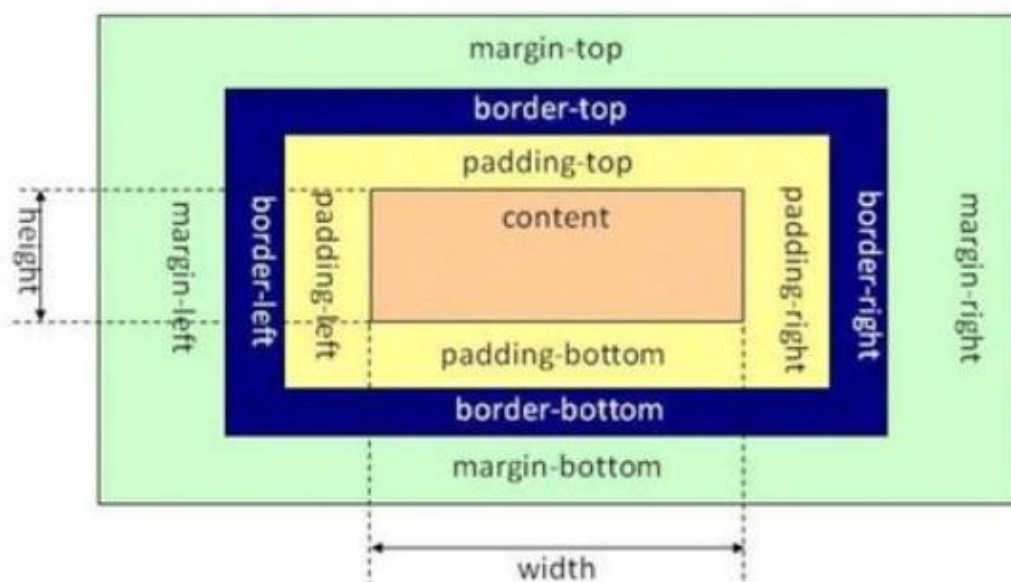 margin-top
border-top
padding-top
content
height
margin-left
border-left
padding-left
padding-right
border-right
margin-right
padding-bottom
border-bottom
margin-bottom
width